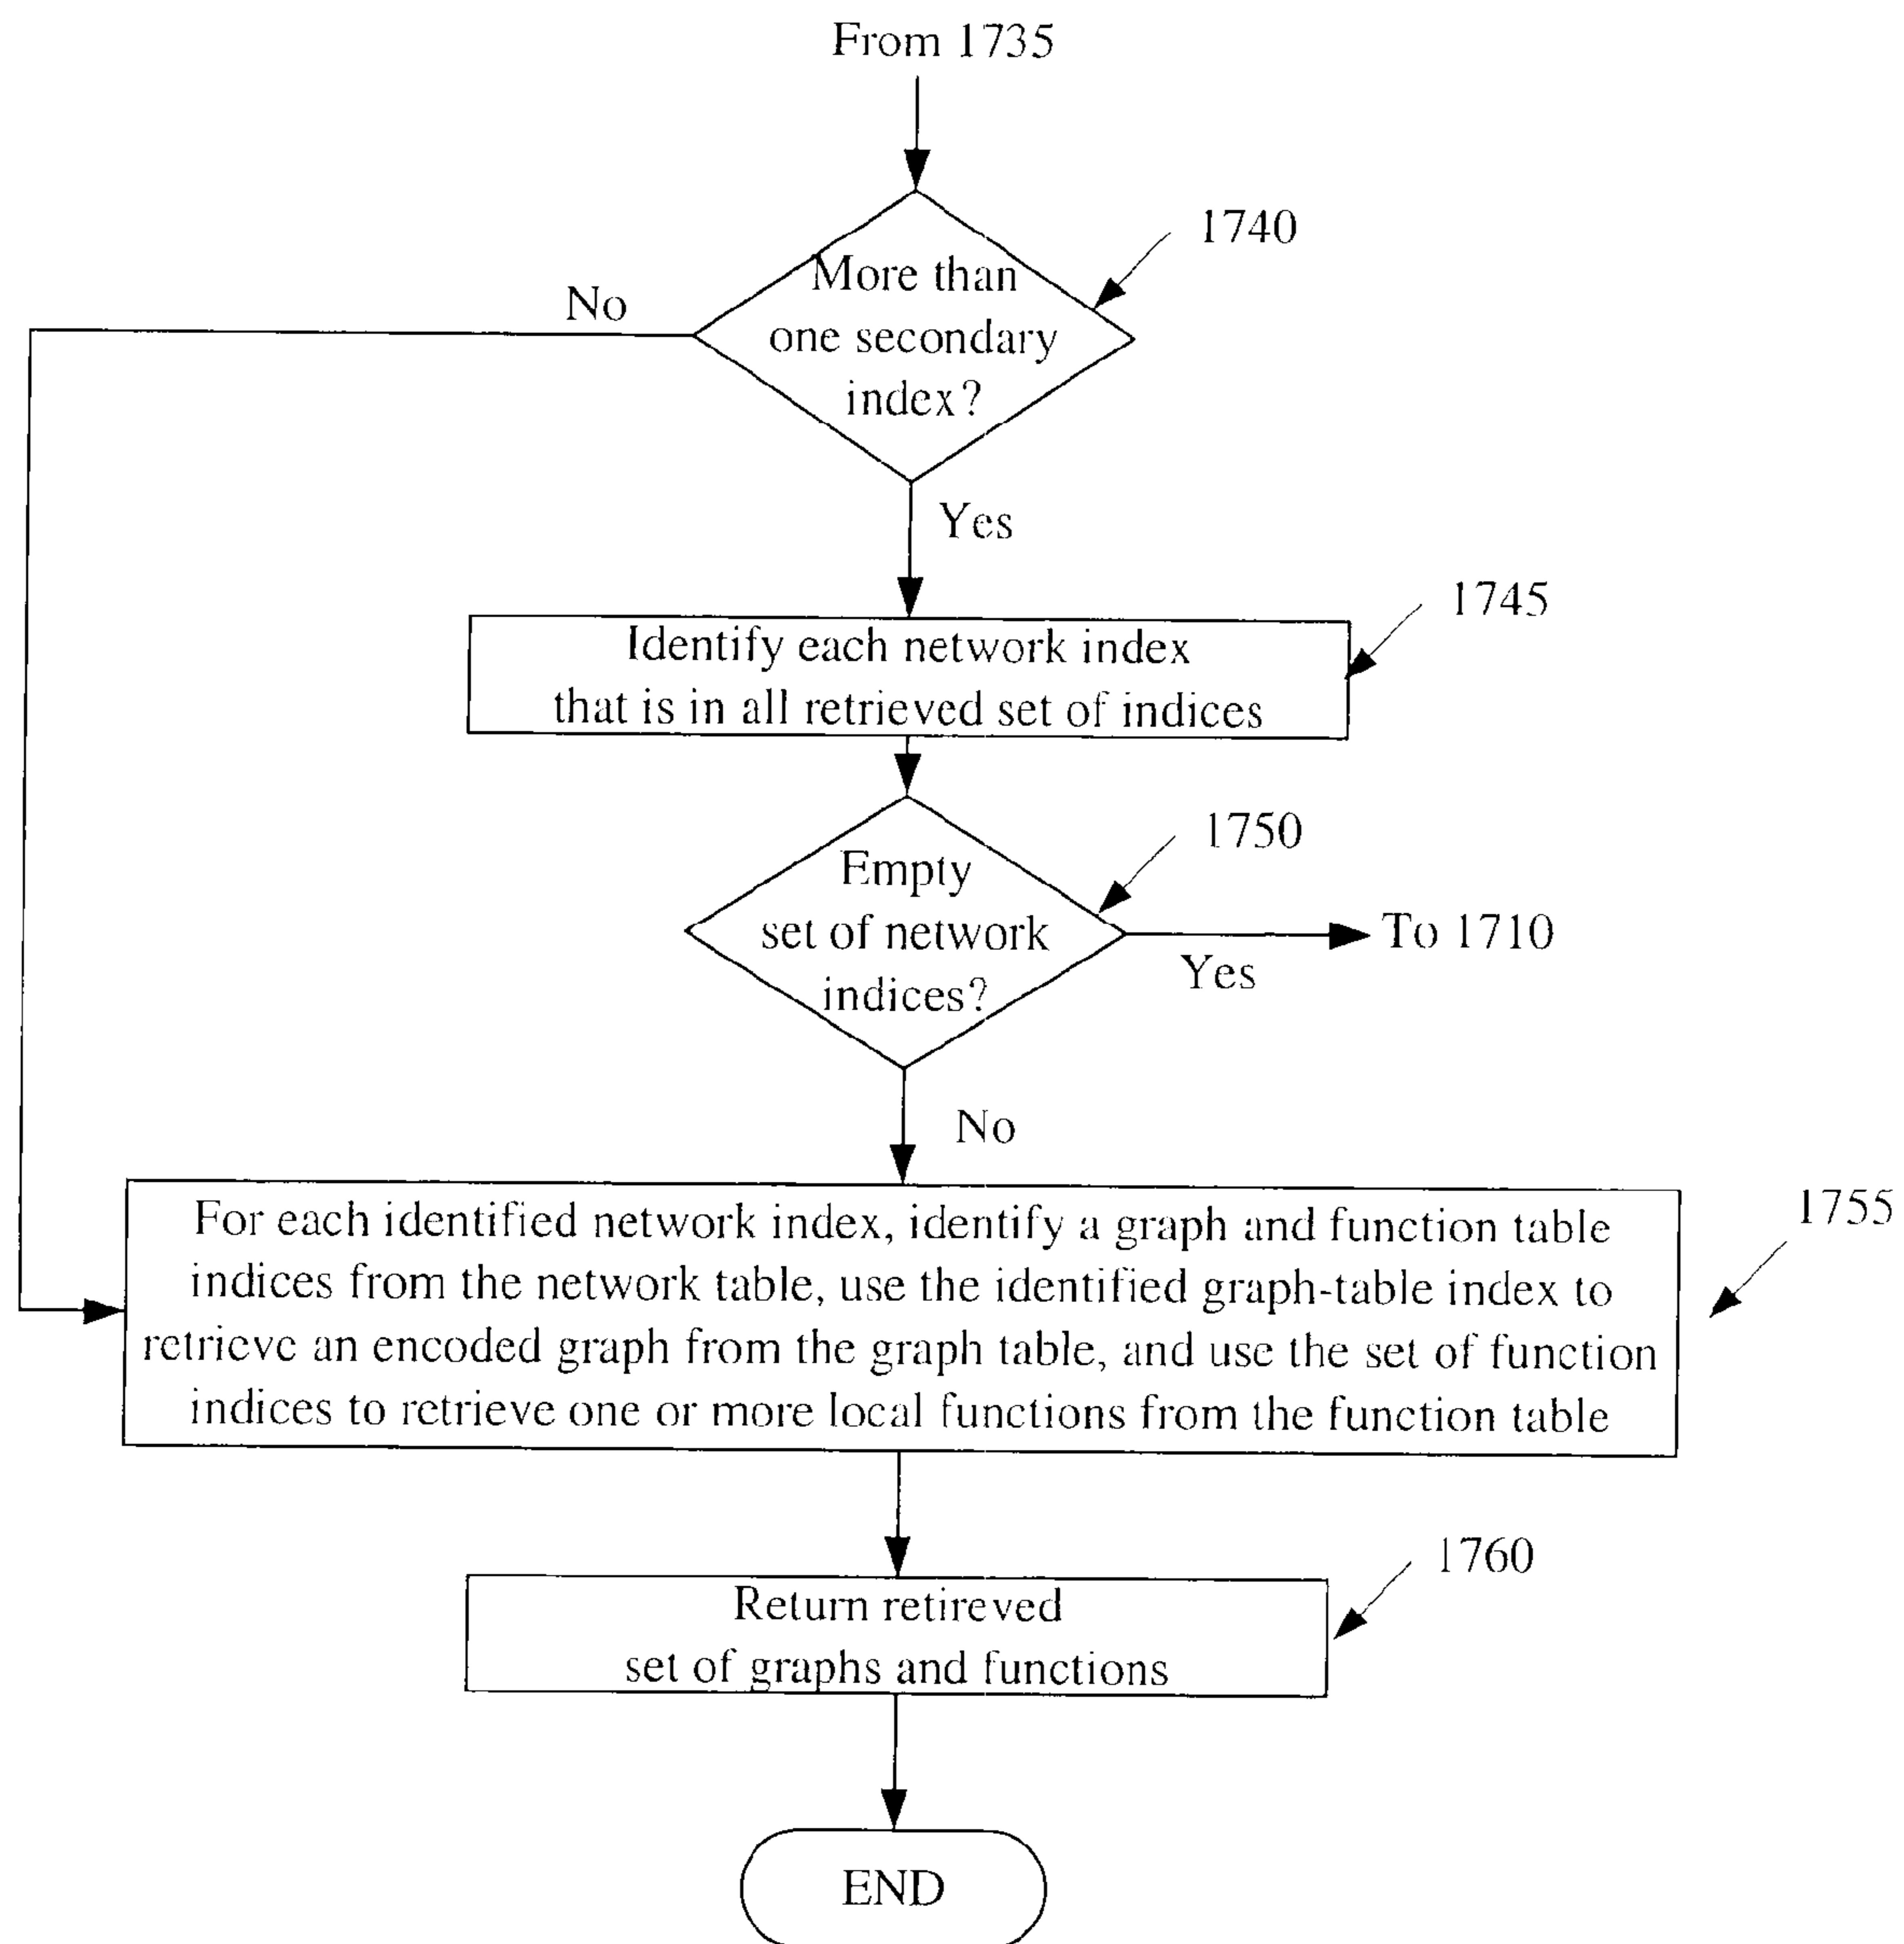 From 1735
1740
More than
one secondary
index?
No
Yes
1745
Identify each network index
that is in all retrieved set of indices
1750
Empty
set of network
indices?
To 1710
Yes
No
1755
For each identified network index, identify a graph and function table
indices from the network table, use the identified graph-table index to
retrieve an encoded graph from the graph table, and use the set of function
indices to retrieve one or more local functions from the function table
1760
Return retireved
set of graphs and functions
END